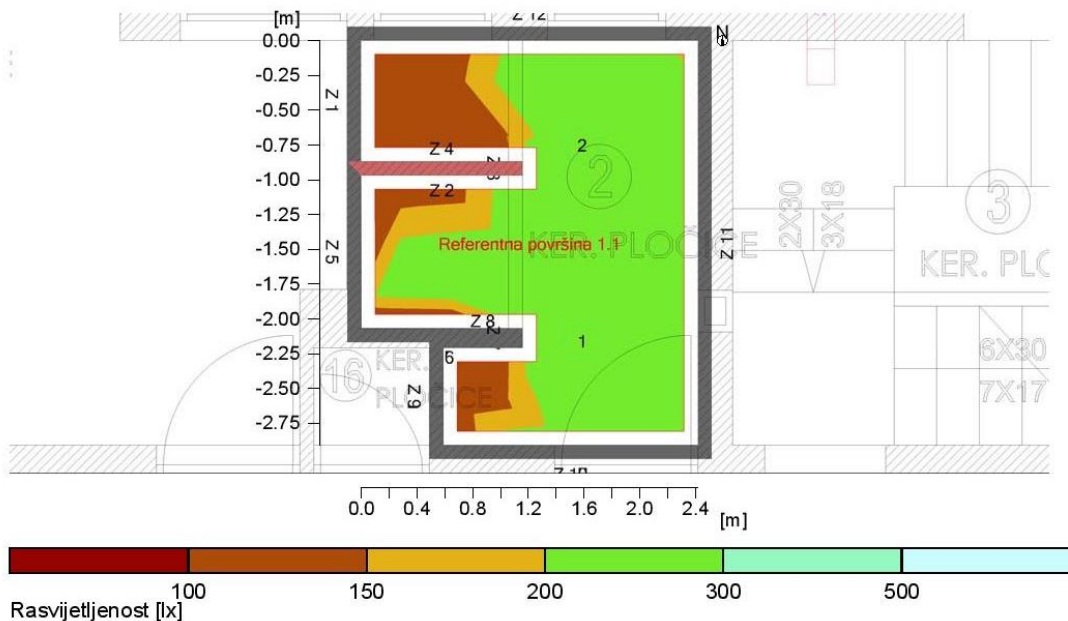 [m]
Z 12
N
0.00
-0.25
-0.50
-0.75
-1.00
-1.25
-1.50
-1.75
-2.00
-2.25
-2.50
-2.75
Z 1
Z 5
Z 4
Z 3
Z 2
2
2
Referentna površina 1.1
KER. PLOČICE
Z 11
2X30
3X18
3
KER. PLOC
Z 8
1
6
16
KER.
PLOČICE
Z 9
6X30
7X17
Z 10
0.0 0.4 0.8 1.2 1.6 2.0 2.4
[m]
100 150 200 300 500
Rasvijetljenost [lx]